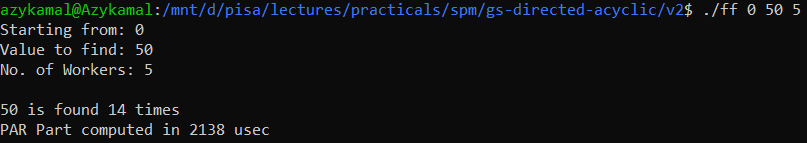 azykamal@Azykamal:/mnt/d/pisa/lectures/practicals/spm/gs-directed-acyclic/v2$ ./ff 0 50 5
Starting from: 0
Value to find: 50
No. of Workers: 5
50 is found 14 times
PAR Part computed in 2138 usec